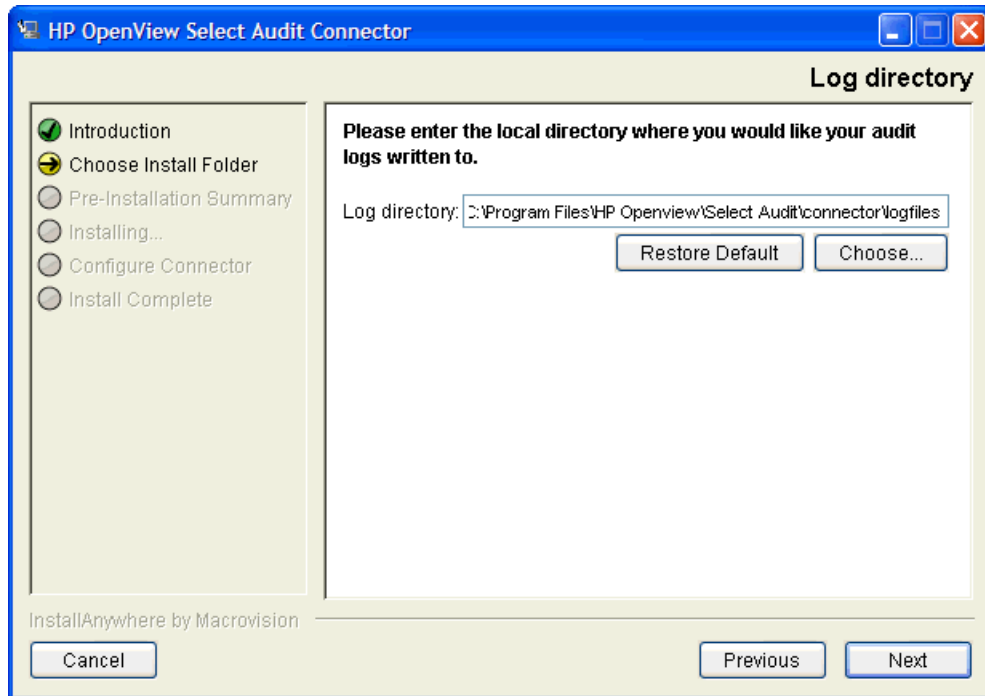 HP OpenView Select Audit Connector
Log directory
Introduction
Choose Install Folder
Pre-Installation Summary
Installing...
Configure Connector
Install Complete
Please enter the local directory where you would like your audit
logs written to.
Log directory: C:\Program Files\HP Openview\Select Audit\connector\logfiles
Restore Default Choose...
InstallAnywhere by Macrovision
Cancel Previous Next